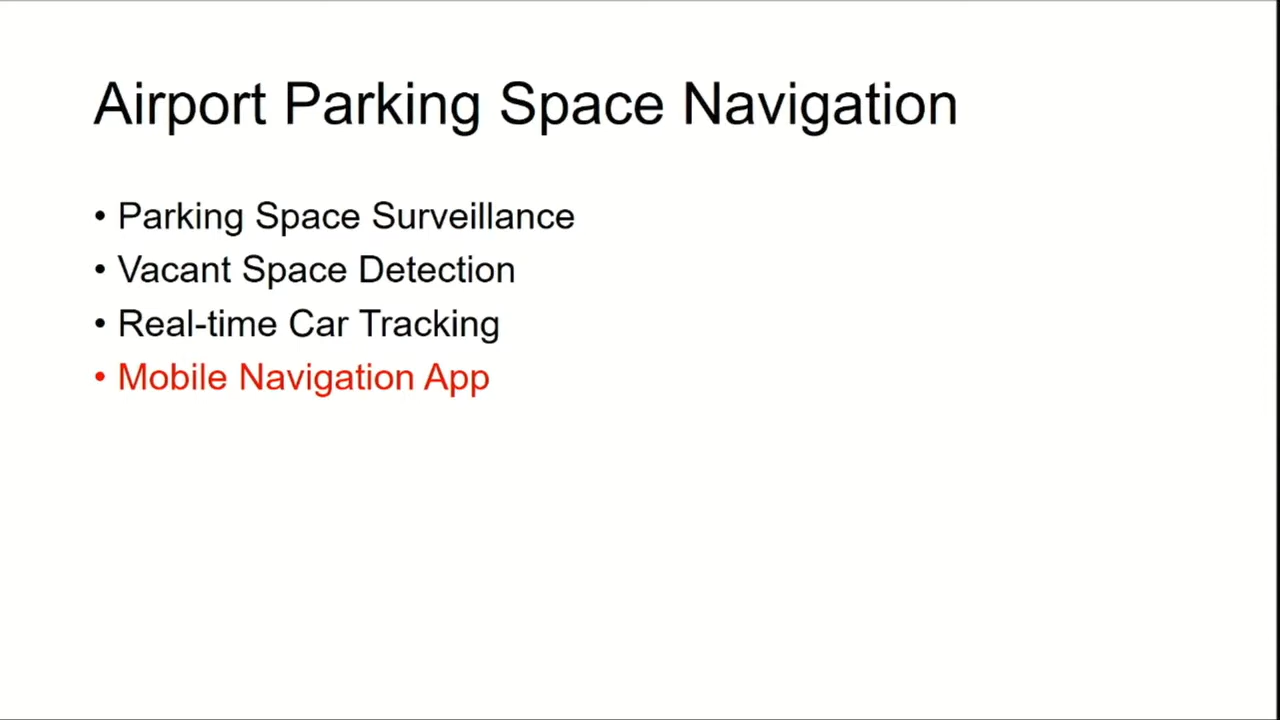 Airport Parking Space Navigation
• Parking Space Surveillance
• Vacant Space Detection
• Real-time Car Tracking
• Mobile Navigation App